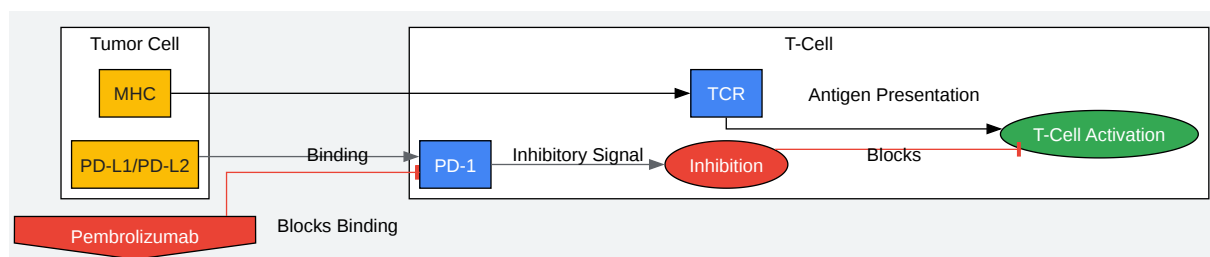 Tumor Cell
T-Cell
MHC
TCR
Antigen Presentation
T-Cell Activation
PD-L1/PD-L2
Binding
PD-1
Inhibitory Signal
Inhibition
Blocks
Pembrolizumab
Blocks Binding